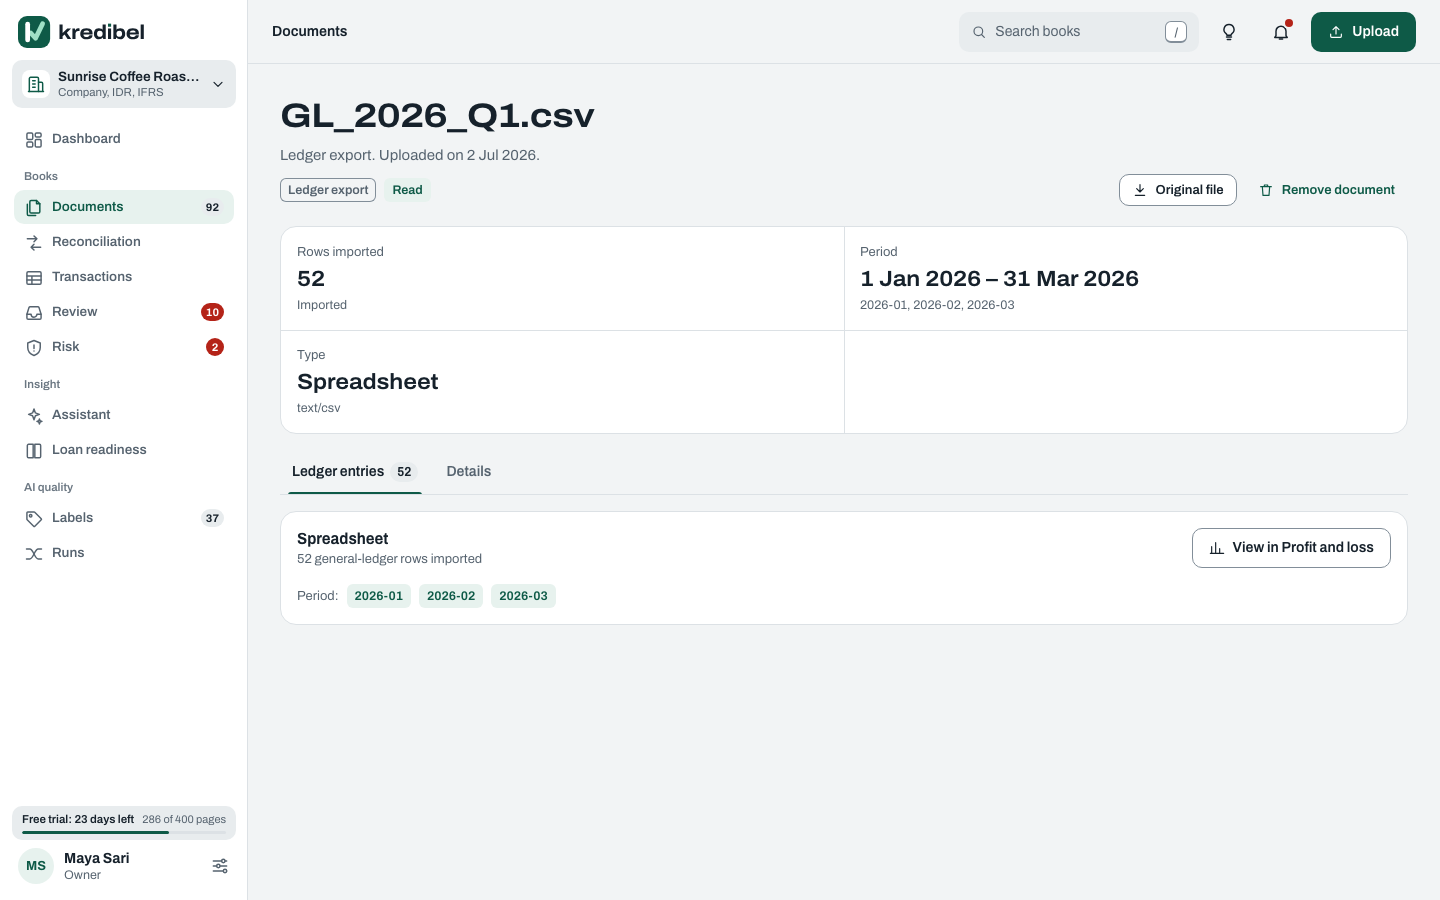 kredibel
Sunrise Coffee Roas...
Company, IDR, IFRS
Dashboard
Books
Documents 92
Reconciliation
Transactions
Review 10
Risk 2
Insight
Assistant
Loan readiness
AI quality
Labels 37
Runs
Free trial: 23 days left 286 of 400 pages
MS
Maya Sari
Owner
Documents
Search books /
Upload
GL_2026_Q1.csv
Ledger export. Uploaded on 2 Jul 2026.
Ledger export Read
Original file Remove document
Rows imported
52
Imported
Period
1 Jan 2026 – 31 Mar 2026
2026-01, 2026-02, 2026-03
Type
Spreadsheet
text/csv
Ledger entries 52 Details
Spreadsheet
52 general-ledger rows imported
View in Profit and loss
Period: 2026-01 2026-02 2026-03